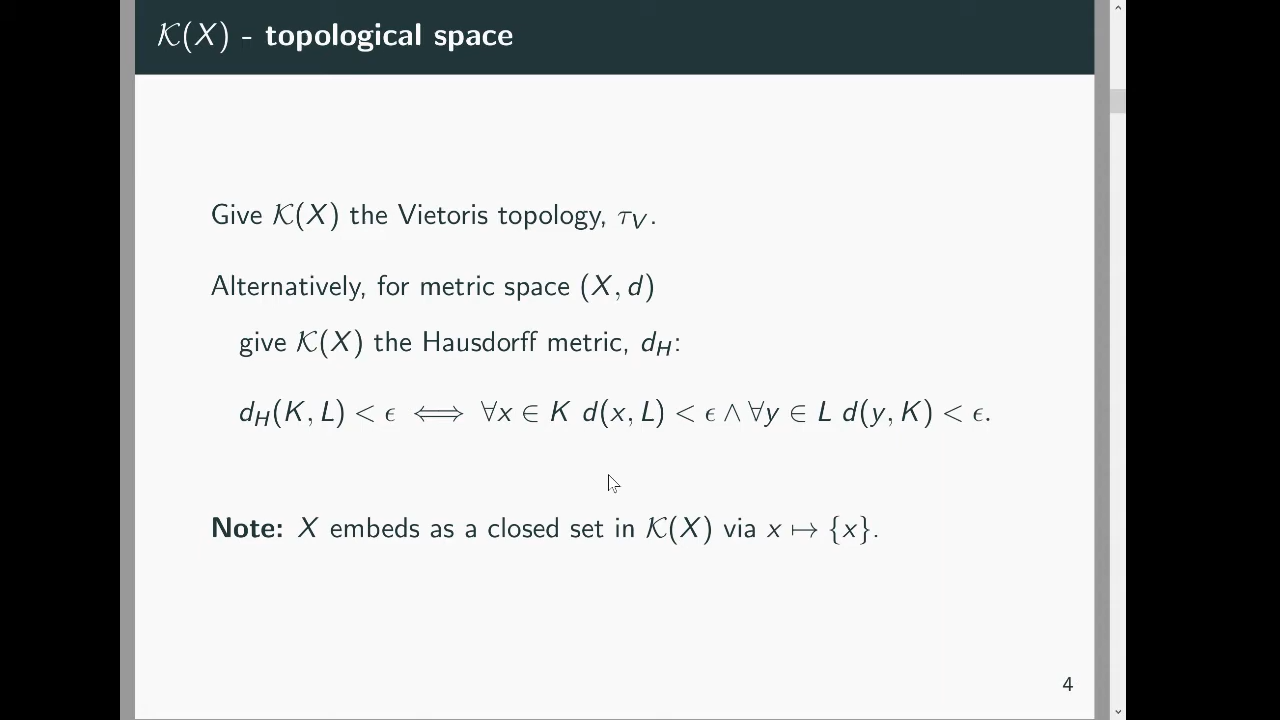 𝒦(X) - topological space
Give 𝒦(X) the Vietoris topology, τ_V.
Alternatively, for metric space (X, d)
give 𝒦(X) the Hausdorff metric, d_H:
d_H(K, L) < ϵ ⟺ ∀x ∈ K d(x, L) < ϵ ∧ ∀y ∈ L d(y, K) < ϵ.
Note: X embeds as a closed set in 𝒦(X) via x ↦ {x}.
4